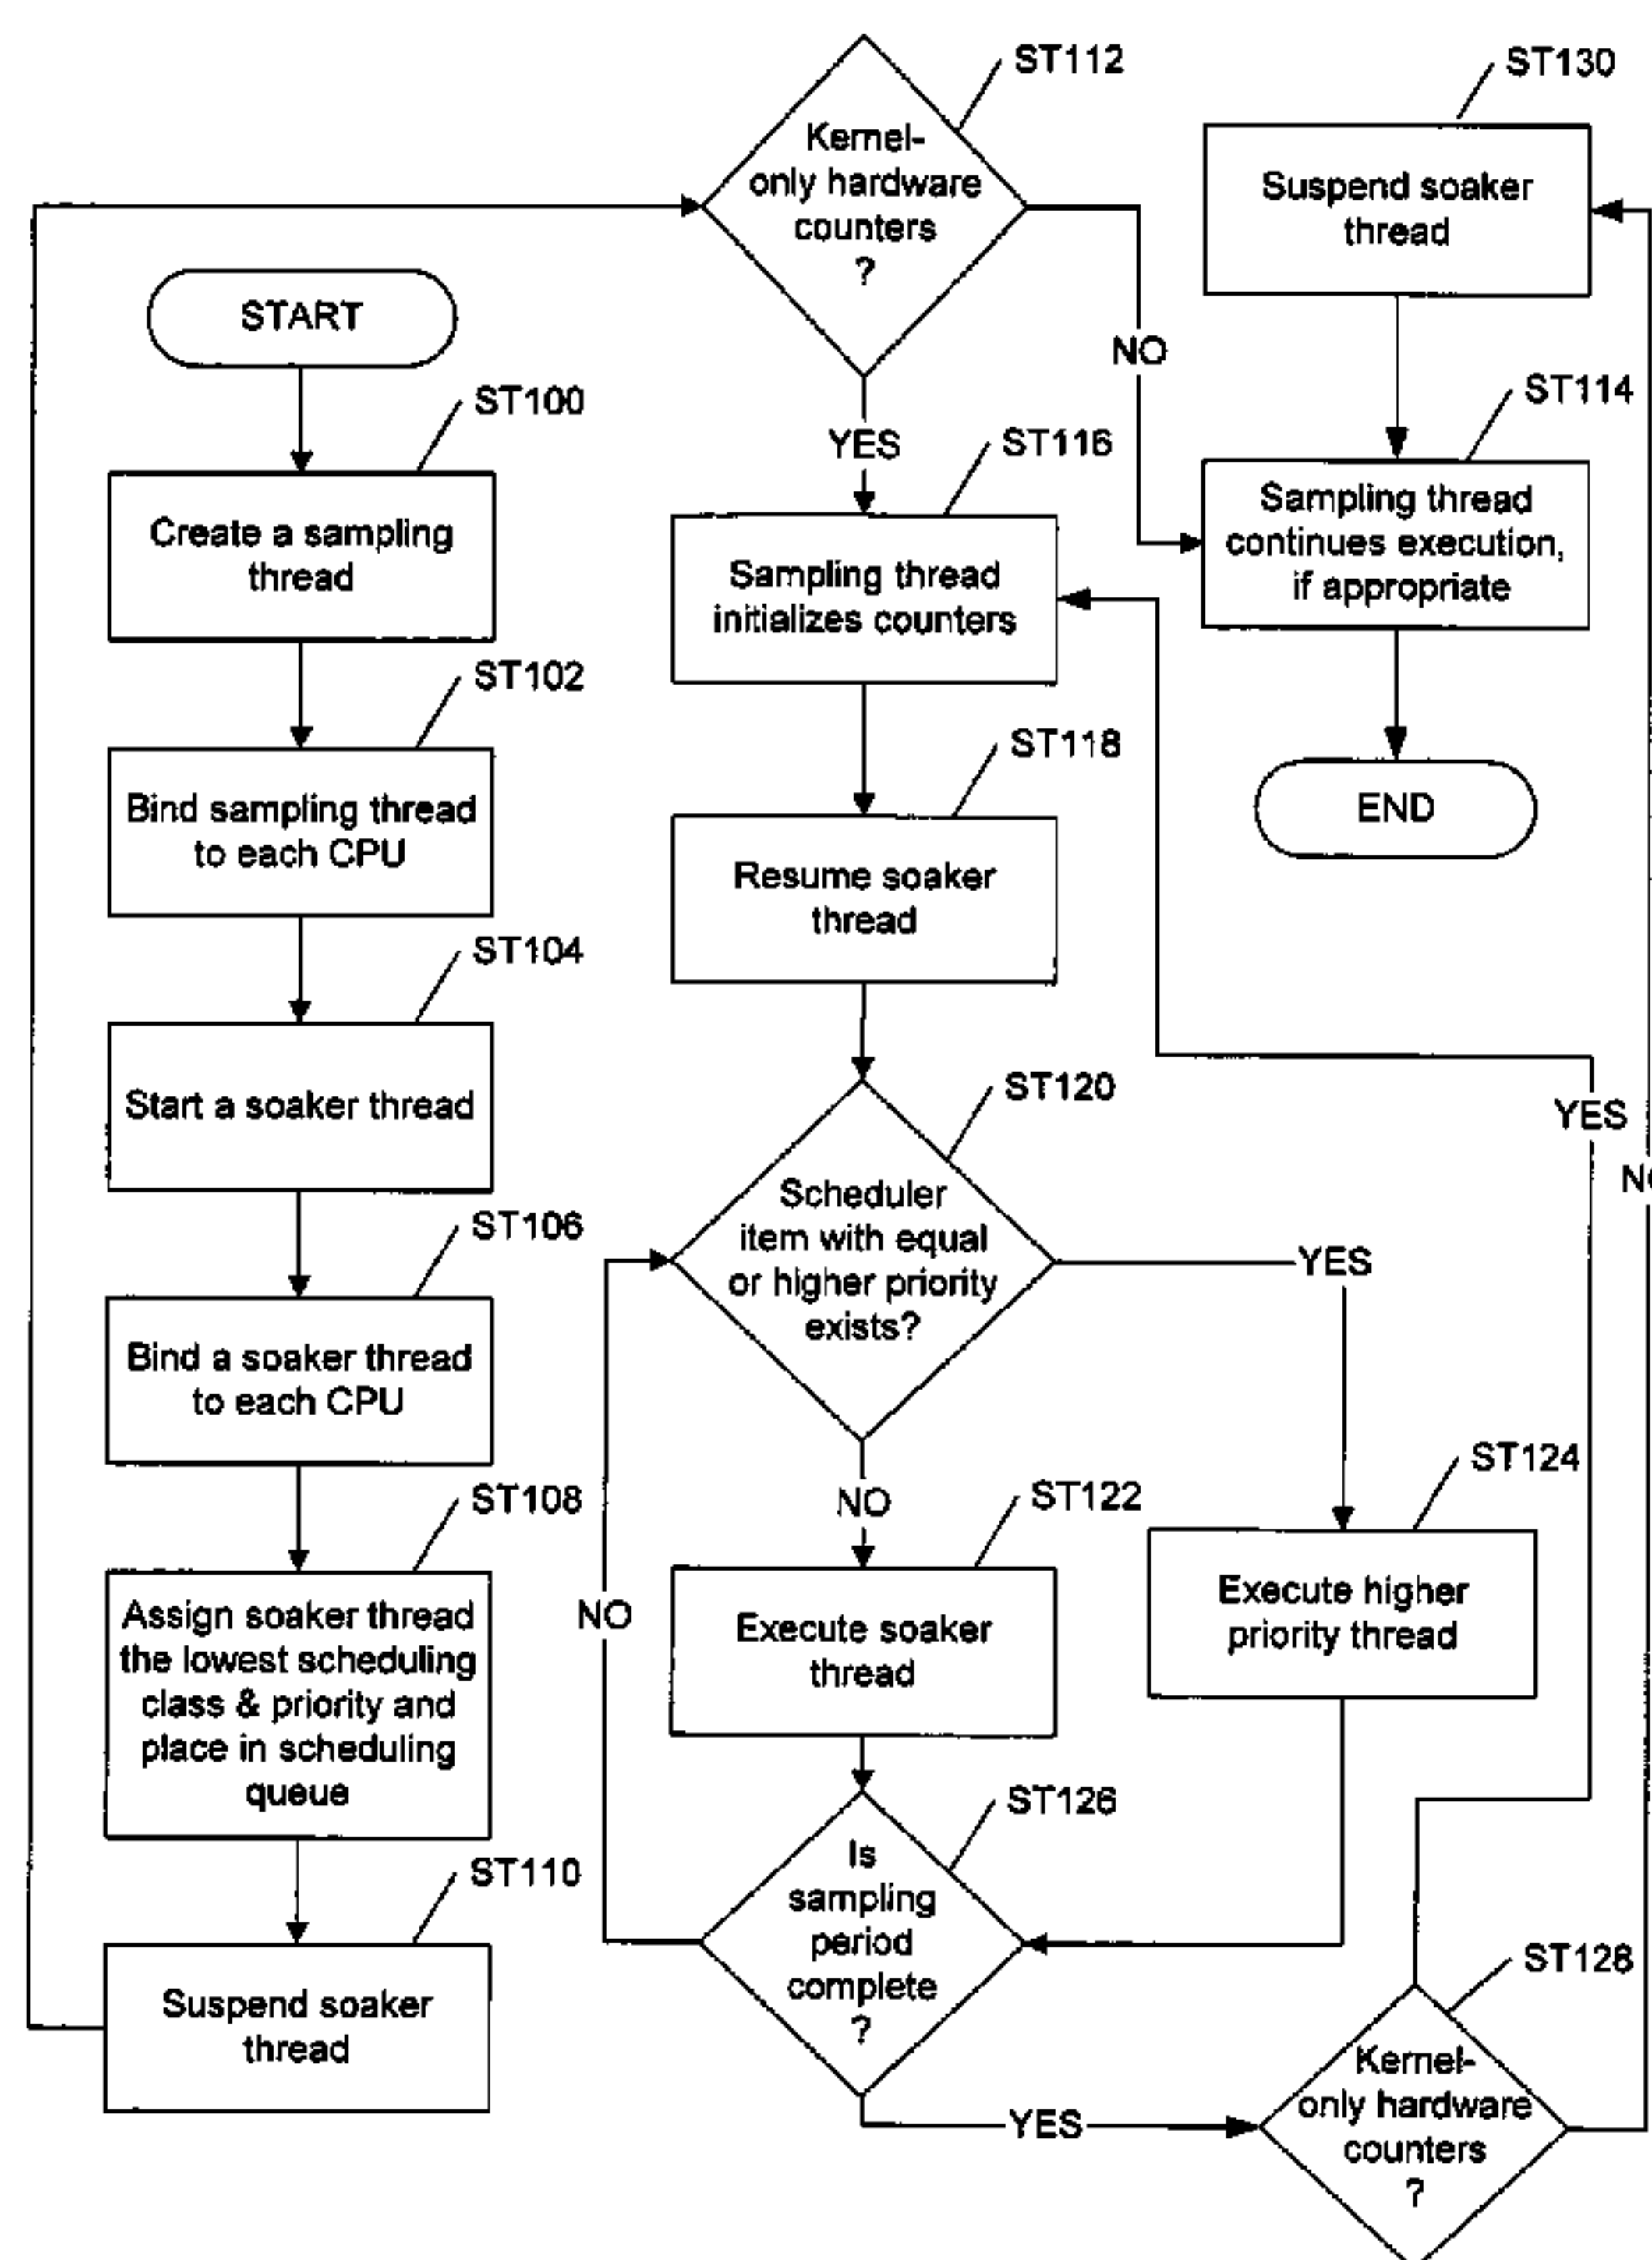 START
ST100
Create a sampling
thread
ST102
Bind sampling thread
to each CPU
ST104
Start a soaker thread
ST106
Bind a soaker thread
to each CPU
ST108
Assign soaker thread
the lowest scheduling
class & priority and
place in scheduling
queue
ST110
Suspend soaker
thread
ST112
Kernel-
only hardware
counters
?
NO
YES
ST116
Sampling thread
initializes counters
ST118
Resume soaker
thread
ST120
Scheduler
item with equal
or higher priority
exists?
YES
NO
ST122
Execute soaker
thread
ST124
Execute higher
priority thread
ST126
Is
sampling
period
complete
?
NO
YES
ST128
Kernel-
only hardware
counters
?
YES
ST130
Suspend soaker
thread
ST114
Sampling thread
continues execution,
if appropriate
END